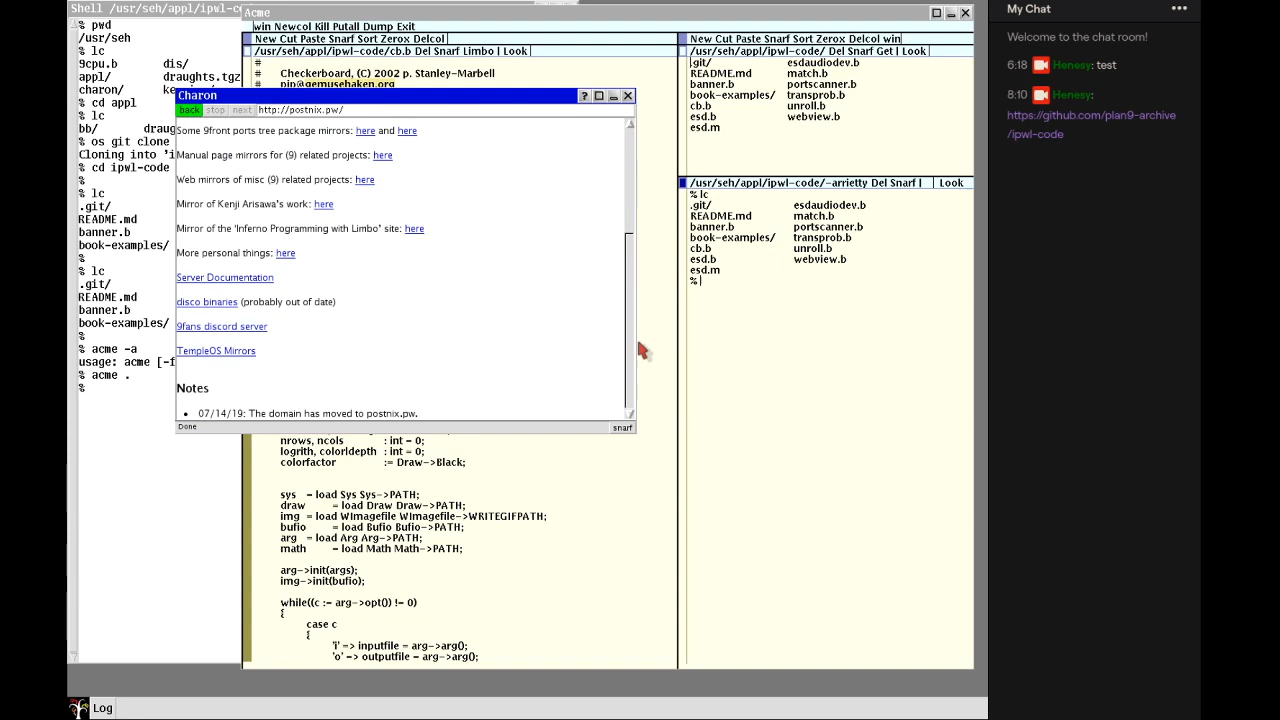 Shell /usr/seh/appl/ipwl-co
% pwd
/usr/seh
% lc
9cpu.b dis/
appl/ draughts.tgz
charon/
% cd appl
% lc
bb/ draug
% os git clone
Cloning into 'i
% cd ipwl-code
%
% lc
.git/
README.md
banner.b
book-examples/
%
% lc
.git/
README.md
banner.b
book-examples/
%
% acme -a
usage: acme [-f
% acme .
%
Acme
win Newcol Kill Putall Dump Exit
New Cut Paste Snarf Sort Zerox Delcol
/usr/seh/appl/ipwl-code/cb.b Del Snarf Limbo | Look
#
# Checkerboard, (C) 2002 p. Stanley-Marbell
# pip@gemusehaken.org
Charon
back stop next http://postnix.pw/
Some 9front ports tree package mirrors: here and here
Manual page mirrors for (9) related projects: here
Web mirrors of misc (9) related projects: here
Mirror of Kenji Arisawa's work: here
Mirror of the 'Inferno Programming with Limbo' site: here
More personal things: here
Server Documentation
disco binaries (probably out of date)
9fans discord server
TempleOS Mirrors
Notes
• 07/14/19: The domain has moved to postnix.pw.
Done
snarf
nrows, ncols : int = 0;
logrith, colorldepth : int = 0;
colorfactor := Draw->Black;
sys = load Sys Sys->PATH;
draw = load Draw Draw->PATH;
img = load WImagefile WImagefile->WRITEGIFPATH;
bufio = load Bufio Bufio->PATH;
arg = load Arg Arg->PATH;
math = load Math Math->PATH;
arg->init(args);
img->init(bufio);
while((c := arg->opt()) != 0)
{
case c
{
'i' => inputfile = arg->arg();
'o' => outputfile = arg->arg();
New Cut Paste Snarf Sort Zerox Delcol win
/usr/seh/appl/ipwl-code/ Del Snarf Get | Look
.git/ esdaudiodev.b
README.md match.b
banner.b portscanner.b
book-examples/ transprob.b
cb.b unroll.b
esd.b webview.b
esd.m
/usr/seh/appl/ipwl-code/-arrietty Del Snarf | Look
% lc
.git/ esdaudiodev.b
README.md match.b
banner.b portscanner.b
book-examples/ transprob.b
cb.b unroll.b
esd.b webview.b
esd.m
%
Log
My Chat
Welcome to the chat room!
6:18 Henesy: test
8:10 Henesy:
https://github.com/plan9-archive
/ipwl-code